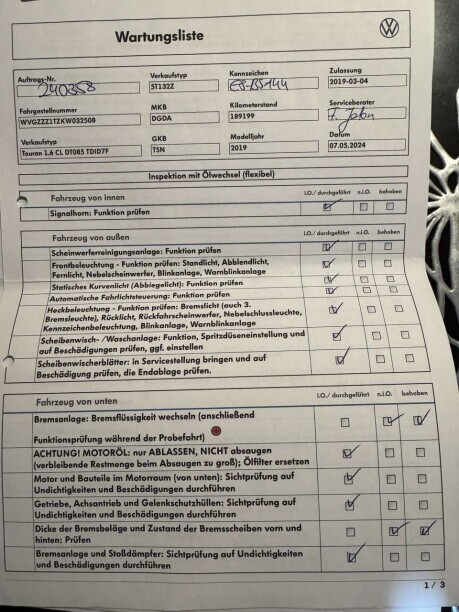 Wartungsliste
Auftrags-Nr. Verkaufstyp Kennzeichen Zulassung
240358 5T132Z ES-BS144 2019-03-04
Fahrgestellnummer MKB Kilometerstand Serviceberater
WVGZZZ1TZKW032508 DGDA 189199
Verkaufstyp GKB Modelljahr Datum
Touran 1.6 CL DT085 TDID7F TSN 2019 07.05.2024
Inspektion mit Ölwechsel (flexibel)
Fahrzeug von innen i.O./ durchgeführt n.i.O. behoben
Signalhorn: Funktion prüfen
Fahrzeug von außen i.O./ durchgeführt n.i.O. behoben
Scheinwerferreinigungsanlage: Funktion prüfen
Frontbeleuchtung - Funktion prüfen: Standlicht, Abblendlicht,
Fernlicht, Nebelscheinwerfer, Blinkanlage, Warnblinkanlage
Statisches Kurvenlicht (Abbiegelicht): Funktion prüfen
Automatische Fahrlichtsteuerung: Funktion prüfen
Heckbeleuchtung - Funktion prüfen: Bremslicht (auch 3.
Bremsleuchte), Rücklicht, Rückfahrscheinwerfer, Nebelschlussleuchte,
Kennzeichenbeleuchtung, Blinkanlage, Warnblinkanlage
Scheibenwisch- /Waschanlage: Funktion, Spritzdüseneinstellung und
auf Beschädigungen prüfen, ggf. einstellen
Scheibenwischerblätter: in Servicestellung bringen und auf
Beschädigung prüfen, die Endablage prüfen.
Fahrzeug von unten i.O./ durchgeführt n.i.O. behoben
Bremsanlage: Bremsflüssigkeit wechseln (anschließend
Funktionsprüfung während der Probefahrt)
ACHTUNG! MOTORÖL: nur ABLASSEN, NICHT absaugen
(verbleibende Restmenge beim Absaugen zu groß); Ölfilter ersetzen
Motor und Bauteile im Motorraum (von unten): Sichtprüfung auf
Undichtigkeiten und Beschädigungen durchführen
Getriebe, Achsantrieb und Gelenkschutzhüllen: Sichtprüfung auf
Undichtigkeiten und Beschädigungen durchführen
Dicke der Bremsbeläge und Zustand der Bremsscheiben vorn und
hinten: Prüfen
Bremsanlage und Stoßdämpfer: Sichtprüfung auf Undichtigkeiten
und Beschädigungen durchführen
1 / 3